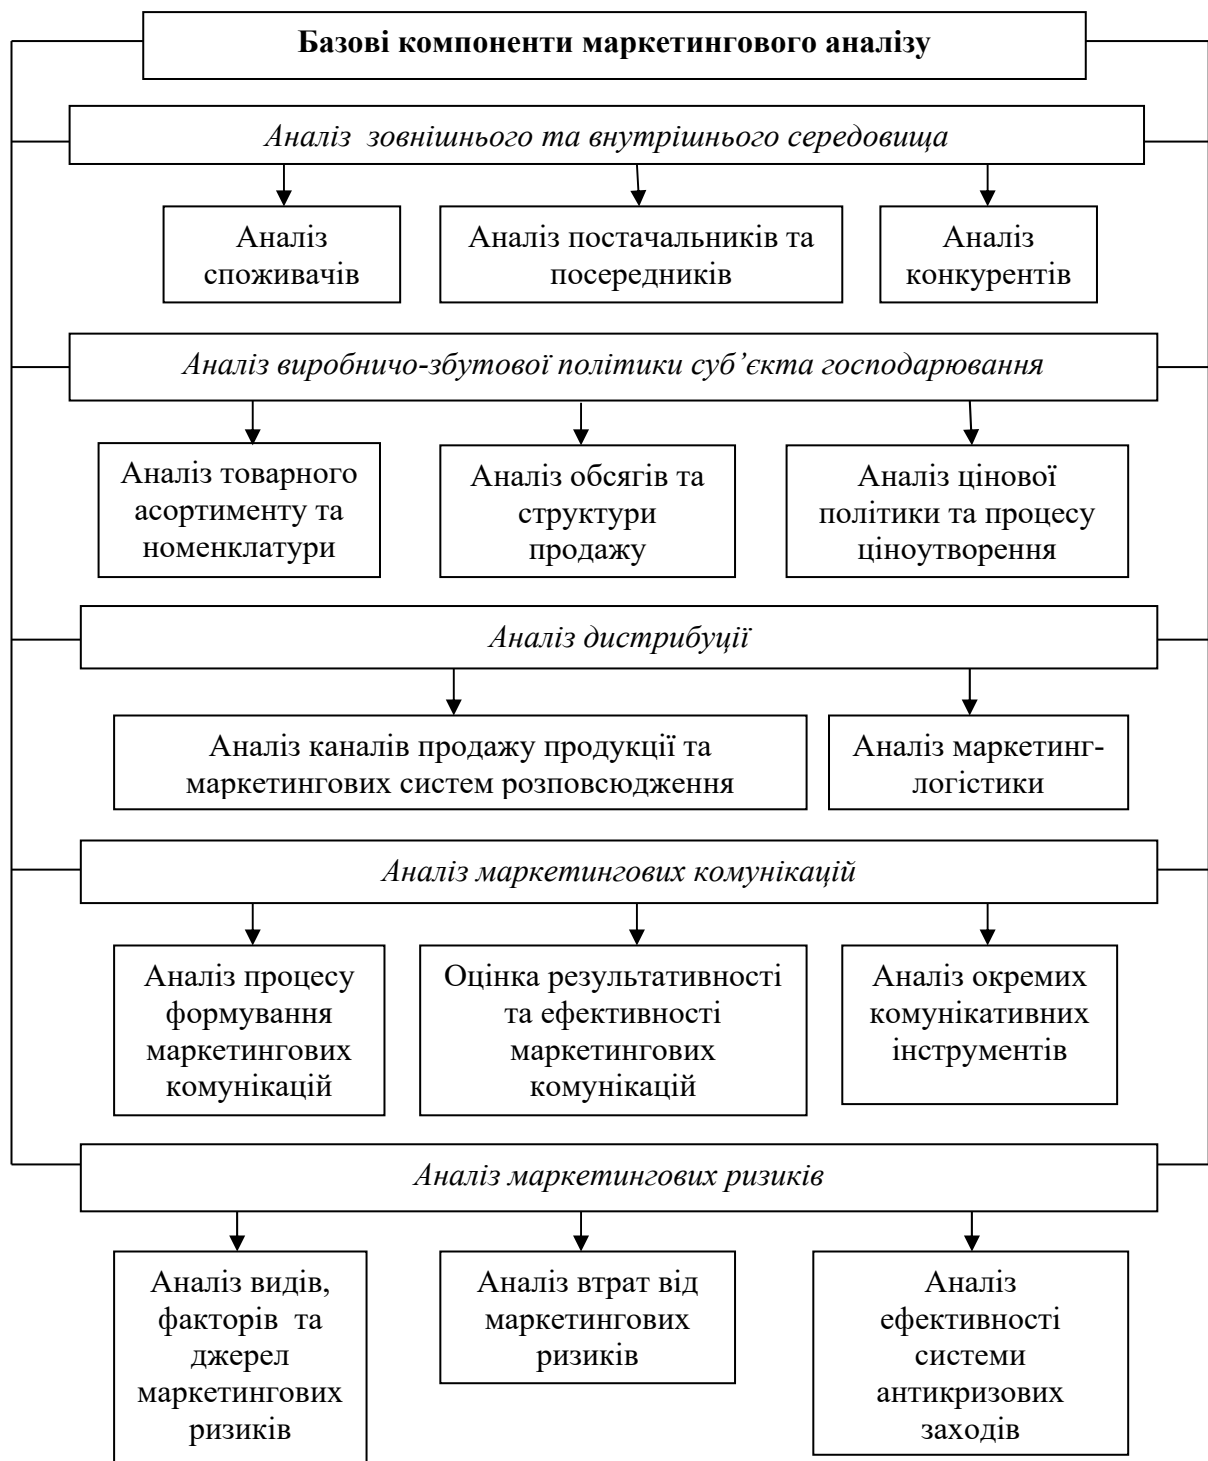 Базові компоненти маркетингового аналізу
Аналіз зовнішнього та внутрішнього середовища
Аналіз
споживачів
Аналіз постачальників та
посередників
Аналіз
конкурентів
Аналіз виробничо-збутової політики суб’єкта господарювання
Аналіз товарного
асортименту та
номенклатури
Аналіз обсягів та
структури
продажу
Аналіз цінової
політики та процесу
ціноутворення
Аналіз дистрибуції
Аналіз каналів продажу продукції та
маркетингових систем розповсюдження
Аналіз маркетинг-
логістики
Аналіз маркетингових комунікацій
Аналіз процесу
формування
маркетингових
комунікацій
Оцінка результативності
та ефективності
маркетингових
комунікацій
Аналіз окремих
комунікативних
інструментів
Аналіз маркетингових ризиків
Аналіз видів,
факторів та
джерел
маркетингових
ризиків
Аналіз втрат від
маркетингових
ризиків
Аналіз
ефективності
системи
антикризових
заходів